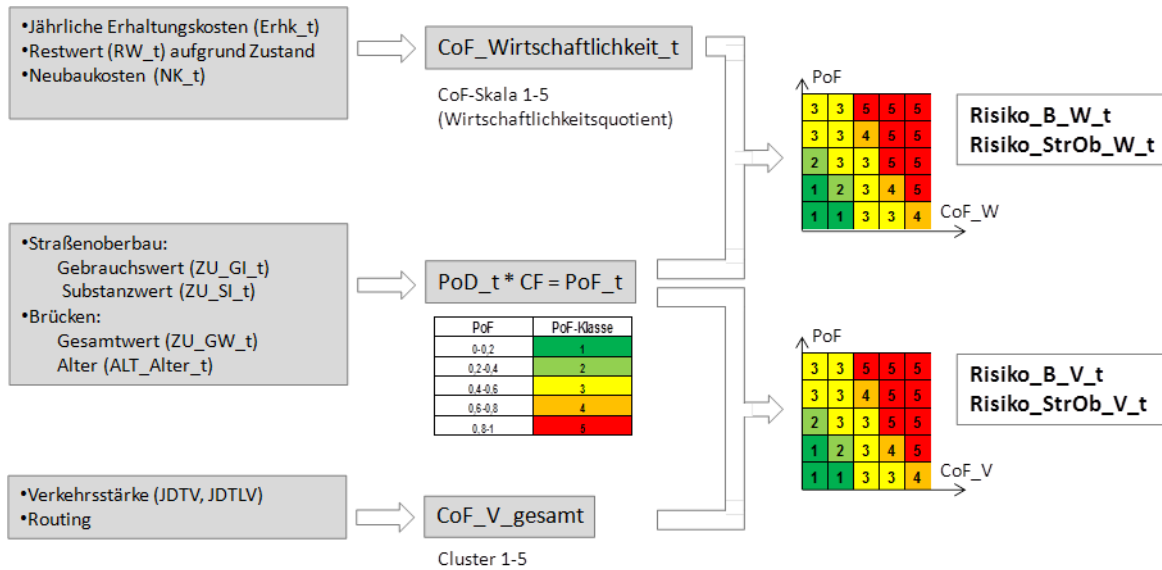 •Jährliche Erhaltungskosten (Erhk_t)
•Restwert (RW_t) aufgrund Zustand
•Neubaukosten (NK_t)
CoF_Wirtschaftlichkeit_t
CoF-Skala 1-5
(Wirtschaftlichkeitsquotient)
PoF
3 3 5 5 5
3 3 4 5 5
2 3 3 5 5
1 2 3 4 5
1 1 3 3 4
CoF_W
Risiko_B_W_t
Risiko_StrOb_W_t
•Straßenoberbau:
Gebrauchswert (ZU_GI_t)
Substanzwert (ZU_SI_t)
•Brücken:
Gesamtwert (ZU_GW_t)
Alter (ALT_Alter_t)
PoD_t * CF = PoF_t
PoF PoF-Klasse
0-0,2 1
0,2-0,4 2
0,4-0,6 3
0,6-0,8 4
0,8-1 5
PoF
3 3 5 5 5
3 3 4 5 5
2 3 3 5 5
1 2 3 4 5
1 1 3 3 4
CoF_V
Risiko_B_V_t
Risiko_StrOb_V_t
•Verkehrsstärke (JDTV, JDTLV)
•Routing
CoF_V_gesamt
Cluster 1-5